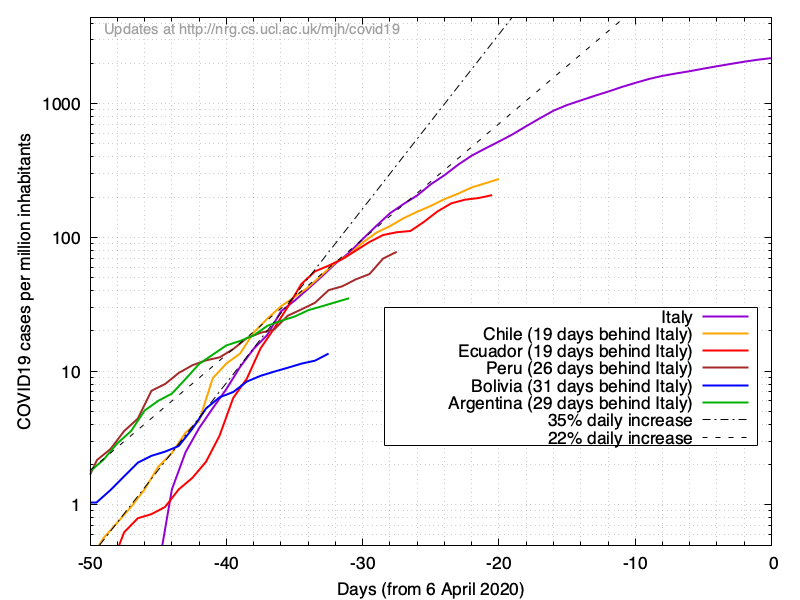 Updates at http://nrg.cs.ucl.ac.uk/mjh/covid19
COVID19 cases per million inhabitants
1000
100
10
1
Italy
Chile (19 days behind Italy)
Ecuador (19 days behind Italy)
Peru (26 days behind Italy)
Bolivia (31 days behind Italy)
Argentina (29 days behind Italy)
35% daily increase
22% daily increase
-50 -40 -30 -20 -10 0
Days (from 6 April 2020)